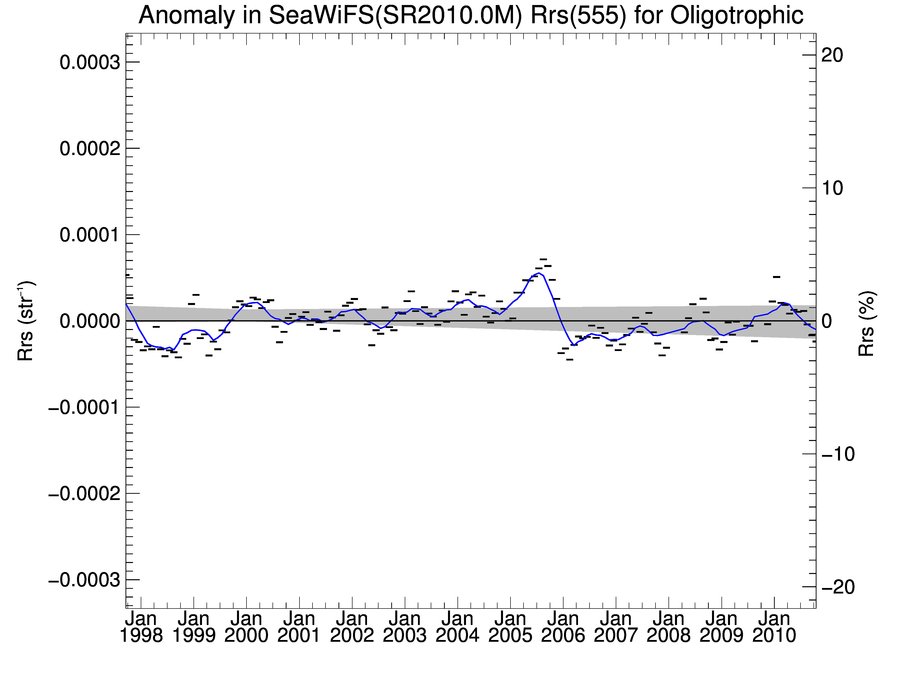 Anomaly in SeaWiFS(SR2010.0M) Rrs(555) for Oligotrophic
0.0003
0.0002
0.0001
0.0000
−0.0001
−0.0002
−0.0003
Rrs (str⁻¹)
20
10
0
−10
−20
Rrs (%)
Jan Jan Jan Jan Jan Jan Jan Jan Jan Jan Jan Jan Jan
1998 1999 2000 2001 2002 2003 2004 2005 2006 2007 2008 2009 2010